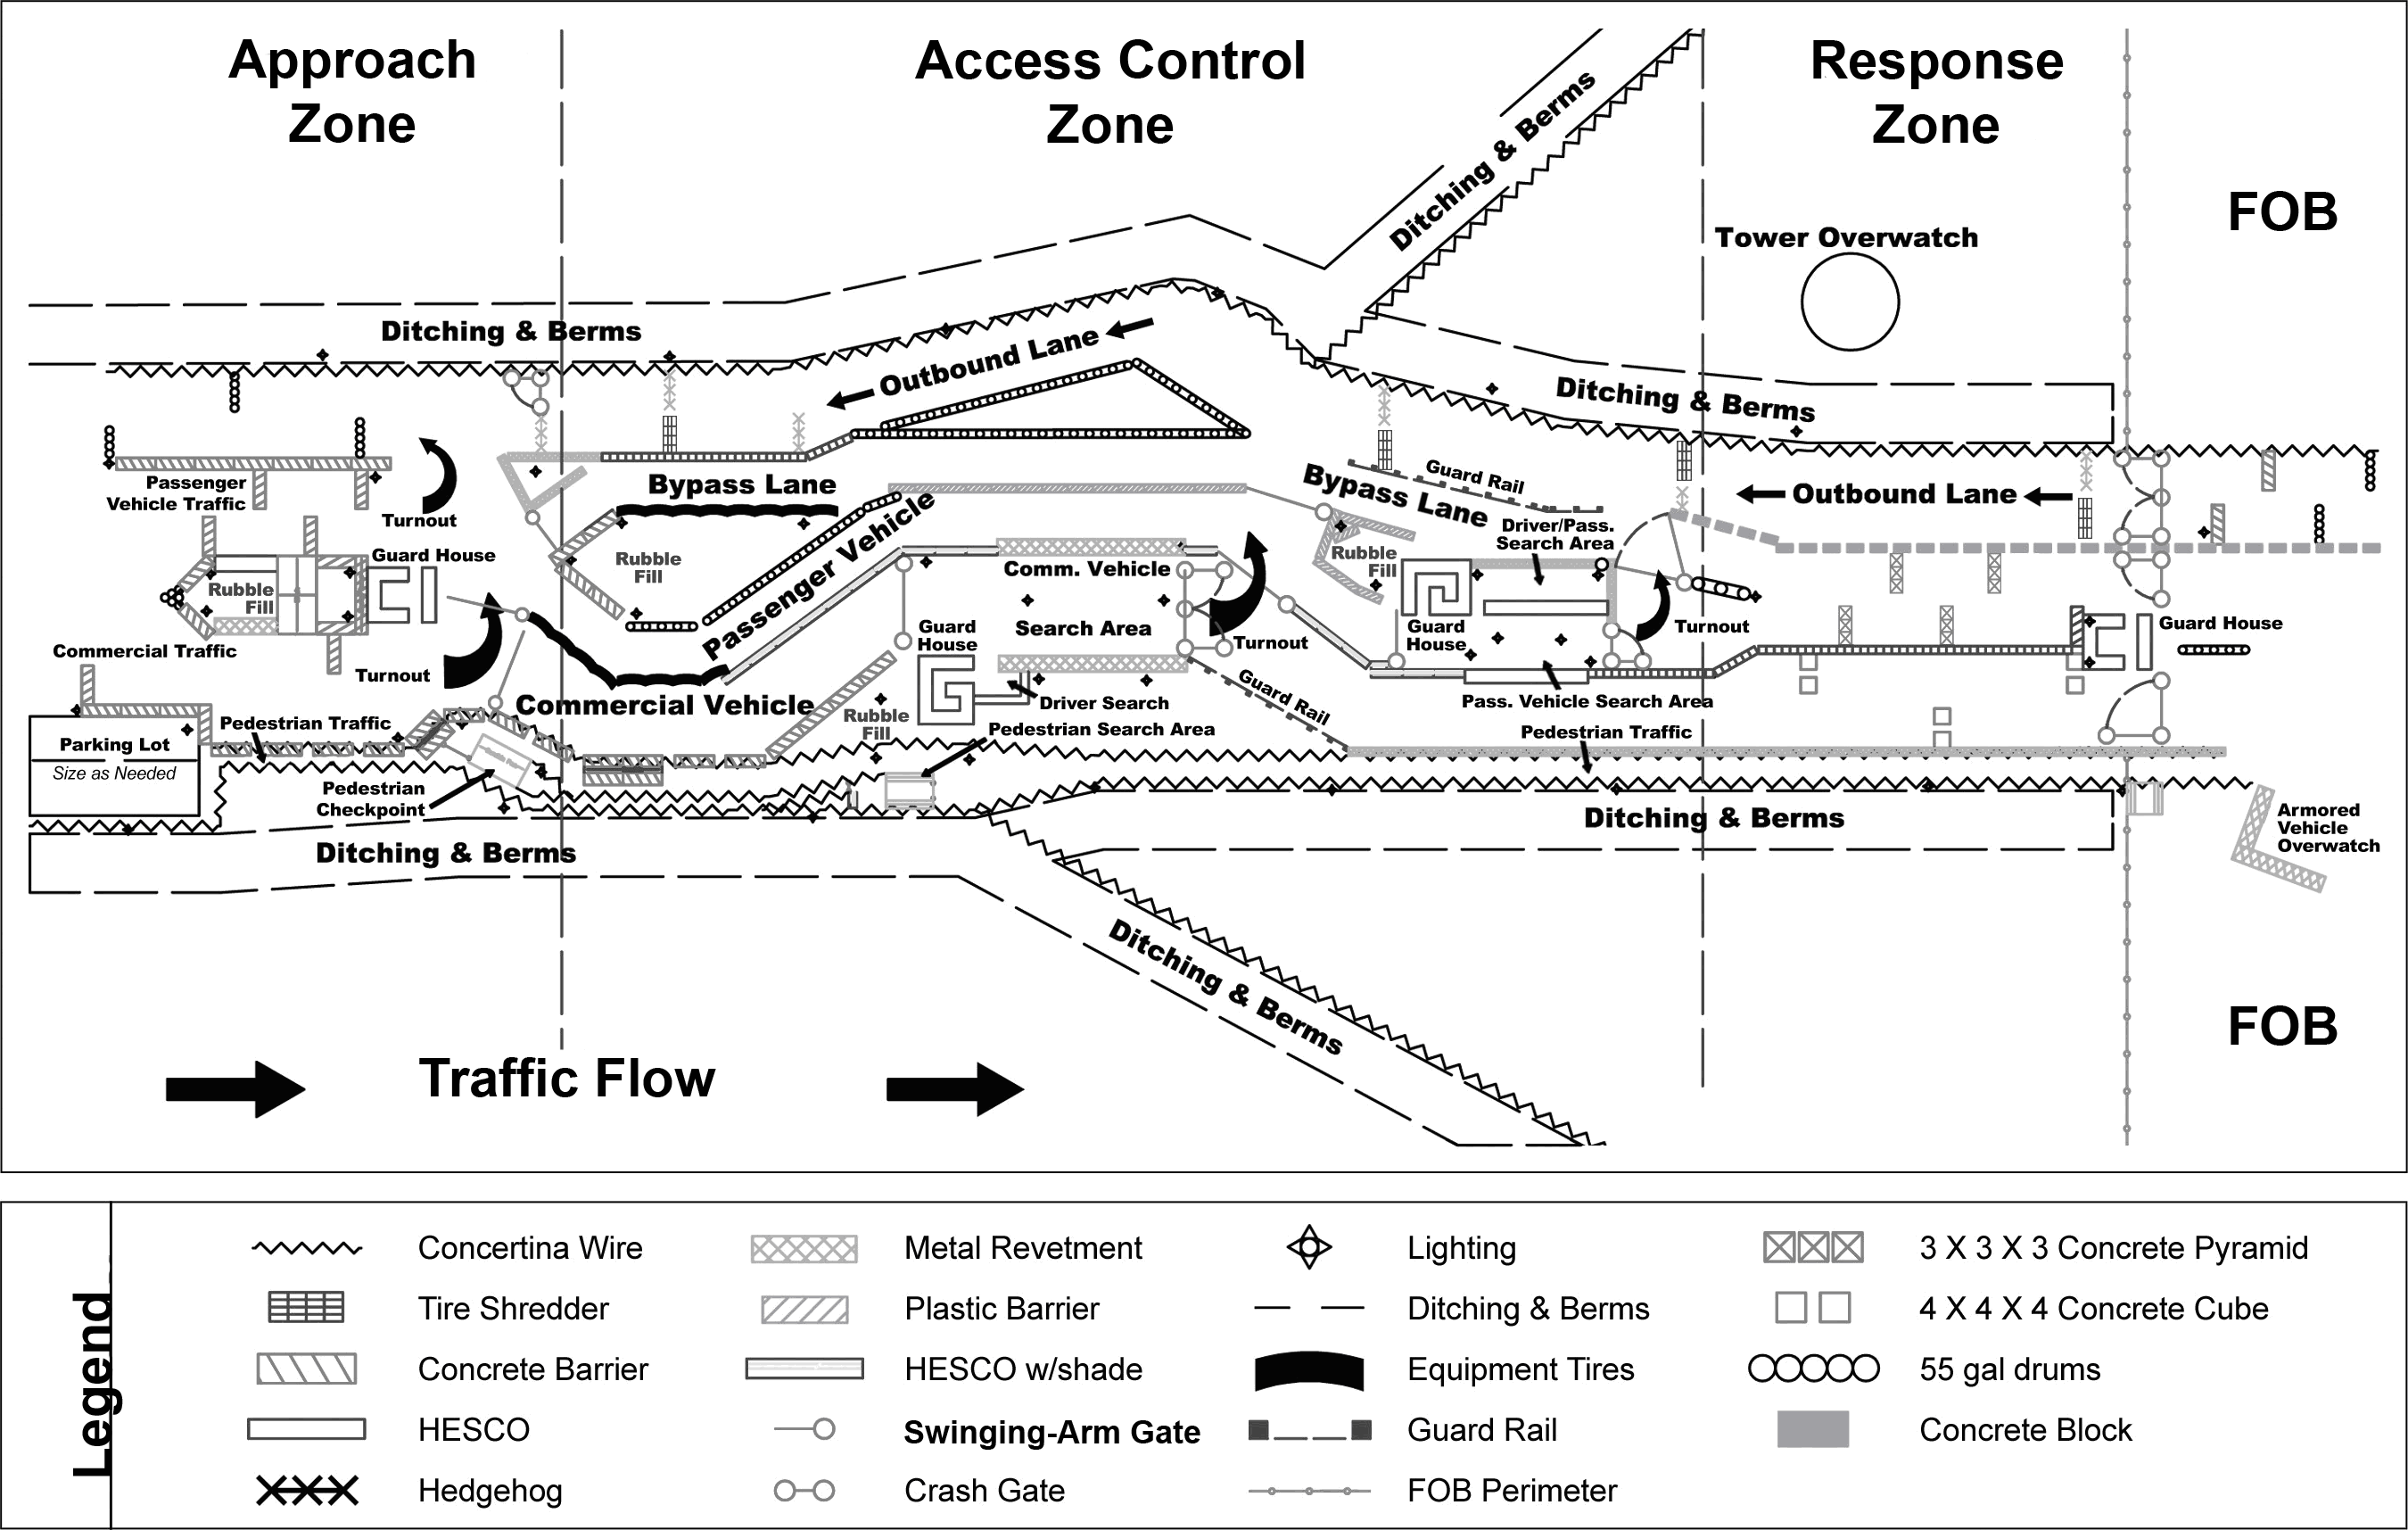 Approach
Zone
Access Control
Zone
Response
Zone
FOB
Ditching & Berms
Tower Overwatch
Ditching & Berms
Outbound Lane
Ditching & Berms
Passenger
Vehicle Traffic
Turnout
Bypass Lane
Bypass Lane
Guard Rail
Outbound Lane
Driver/Pass.
Search Area
Guard House
Rubble
Fill
Rubble
Fill
Passenger Vehicle
Comm. Vehicle
Search Area
Rubble
Fill
Guard
House
Guard
House
Turnout
Turnout
Guard House
Commercial Traffic
Turnout
Commercial Vehicle
Rubble
Fill
Driver Search
Guard Rail
Pass. Vehicle Search Area
Pedestrian Traffic
Pedestrian Search Area
Pedestrian Traffic
Parking Lot
Size as Needed
Pedestrian
Checkpoint
Ditching & Berms
Ditching & Berms
Armored
Vehicle
Overwatch
Ditching & Berms
FOB
Traffic Flow
Legend
Concertina Wire
Tire Shredder
Concrete Barrier
HESCO
Hedgehog
Metal Revetment
Plastic Barrier
HESCO w/shade
Swinging-Arm Gate
Crash Gate
Lighting
Ditching & Berms
Equipment Tires
Guard Rail
FOB Perimeter
3 X 3 X 3 Concrete Pyramid
4 X 4 X 4 Concrete Cube
55 gal drums
Concrete Block